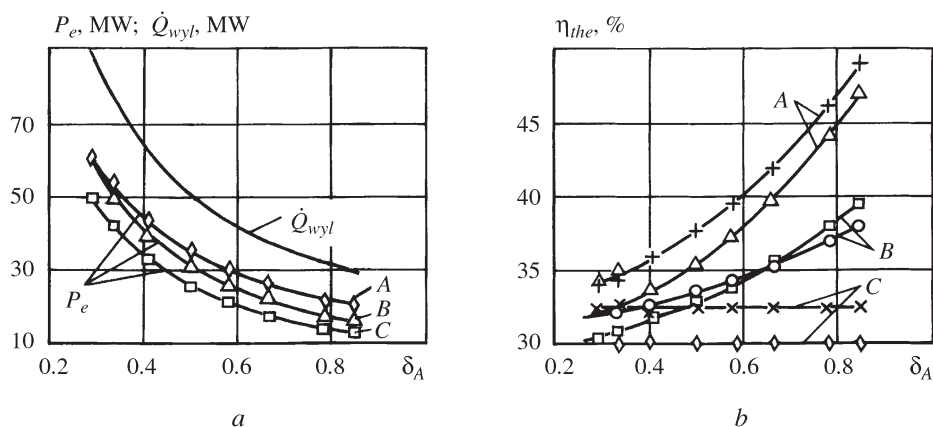 P_e, MW; Q̇_wyl, MW
70
50
30
10
Q̇_wyl
P_e
A
B
C
0.2 0.4 0.6 0.8 δ_A
a
η_the, %
45
40
35
30
A
B
C
0.2 0.4 0.6 0.8 δ_A
b